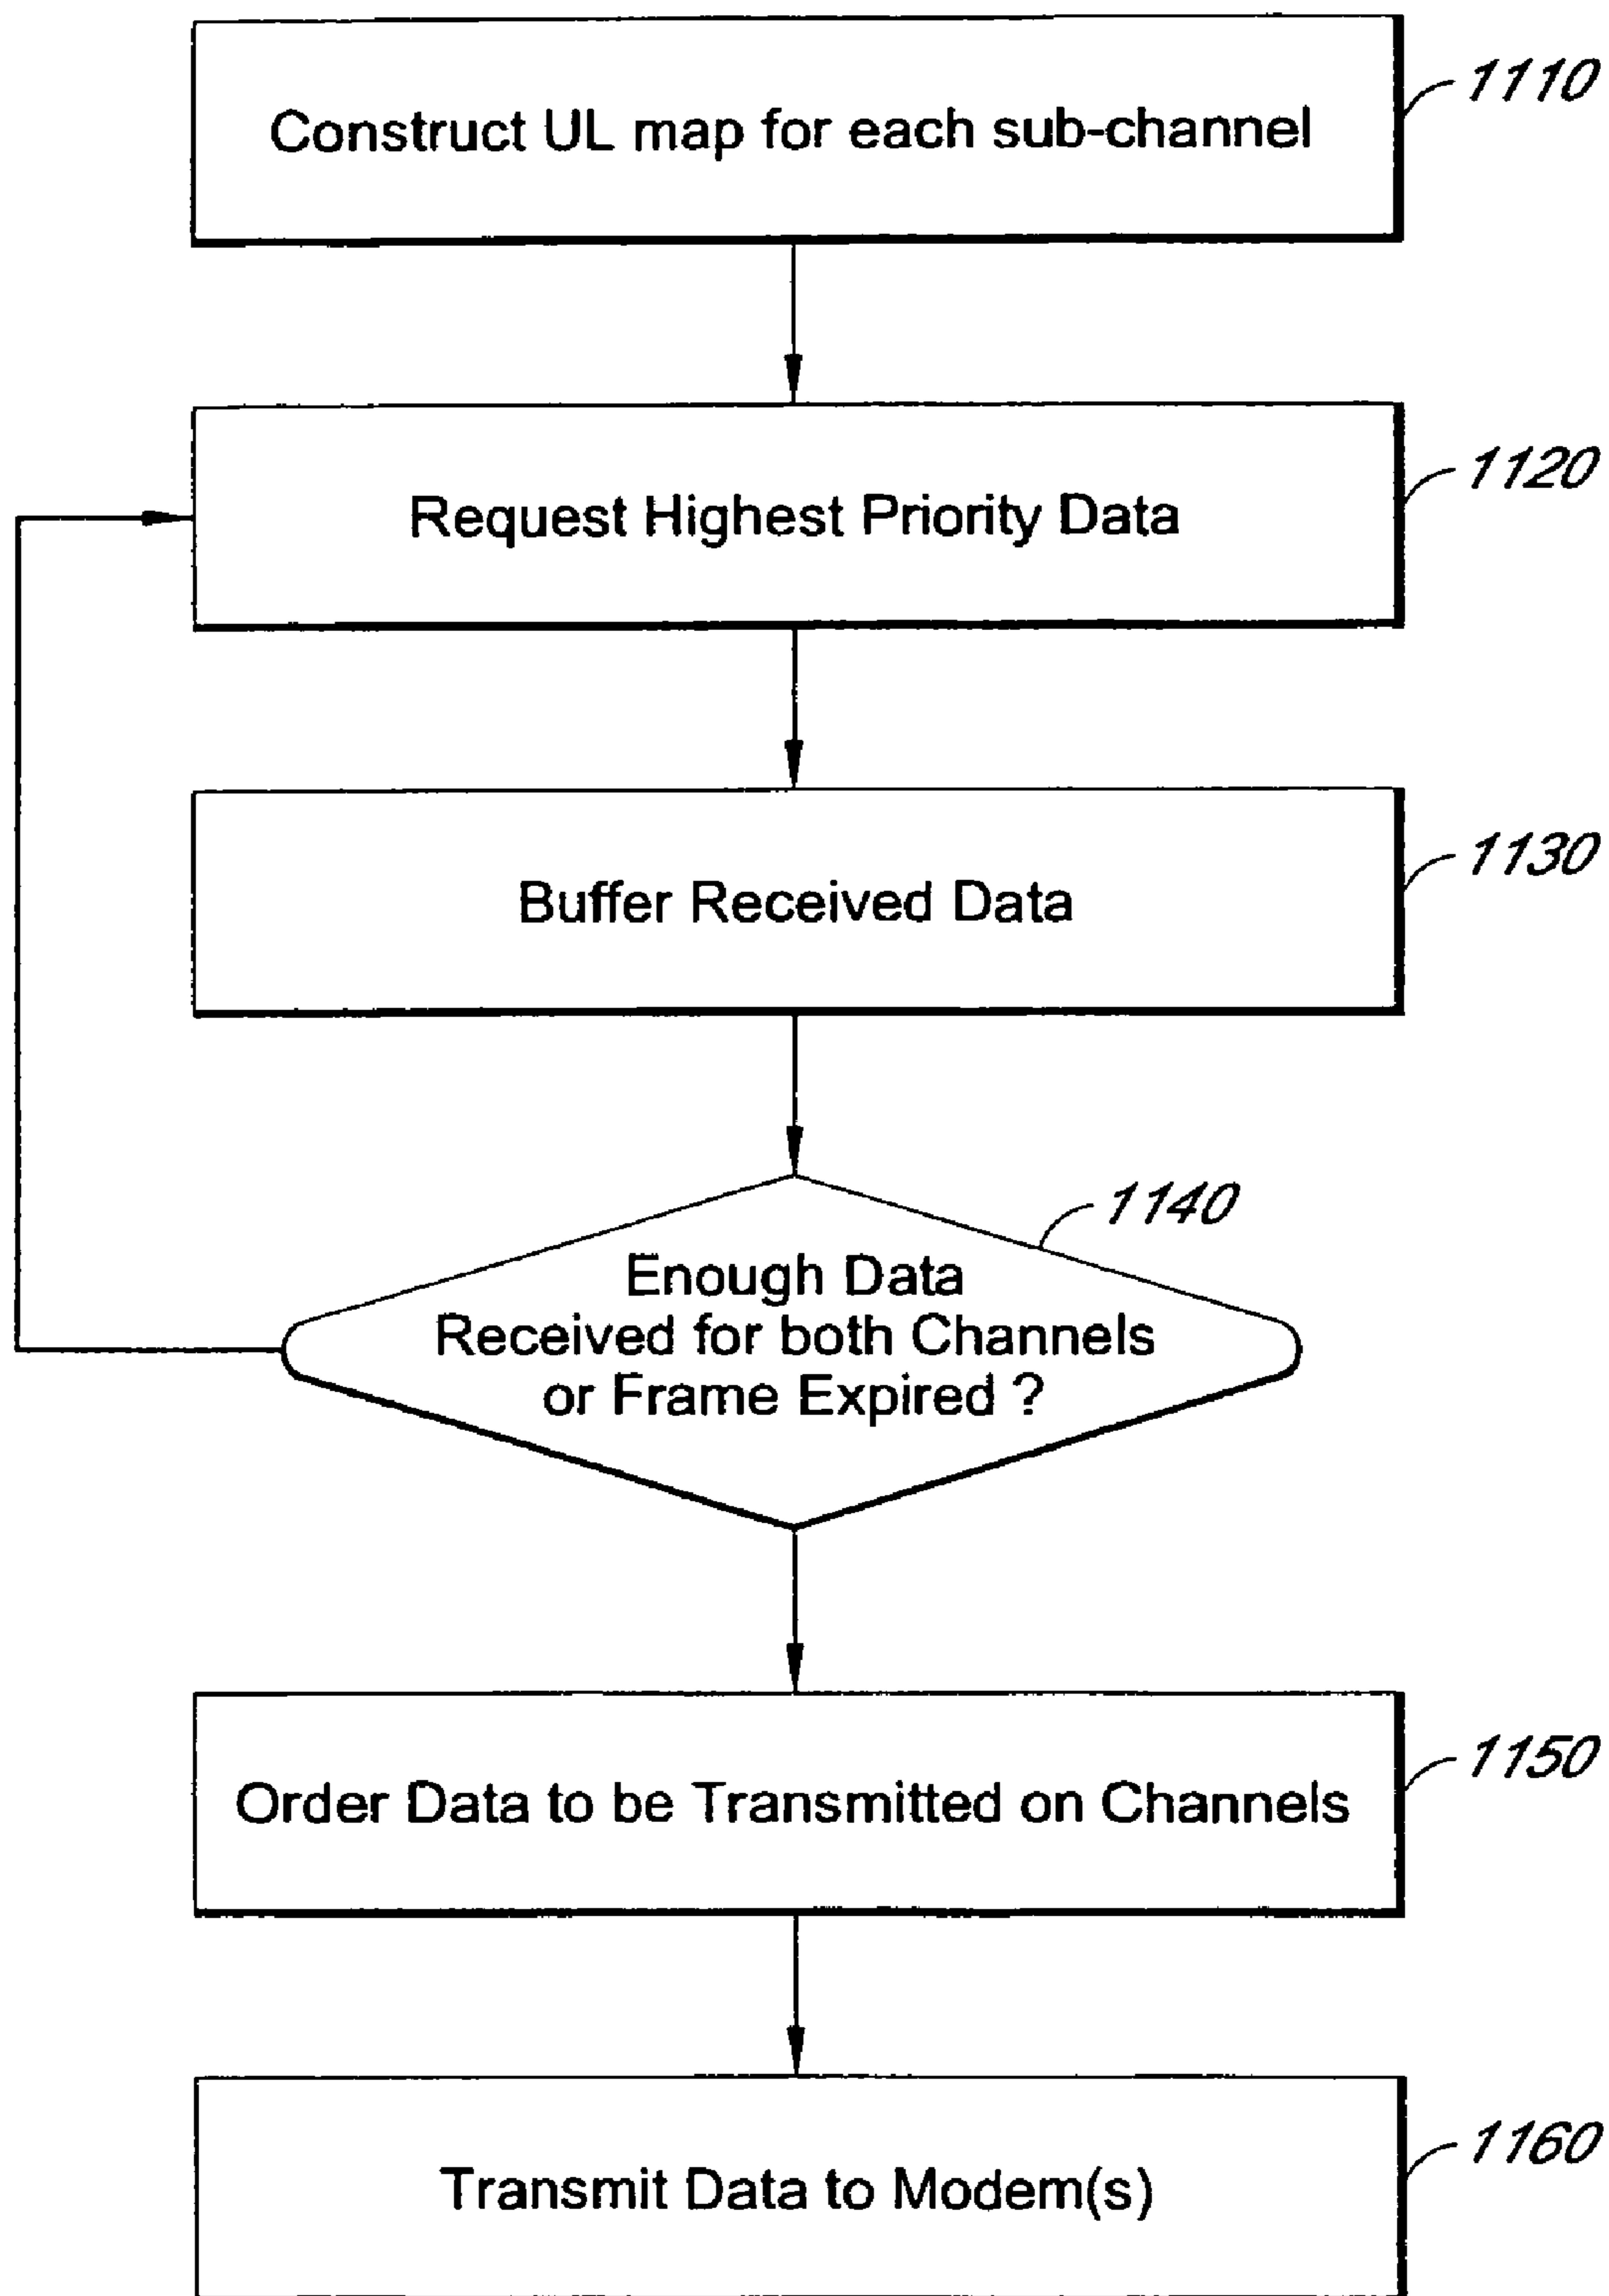 Construct UL map for each sub-channel
1110
Request Highest Priority Data
1120
Buffer Received Data
1130
1140
Enough Data
Received for both Channels
or Frame Expired ?
Order Data to be Transmitted on Channels
1150
Transmit Data to Modem(s)
1160